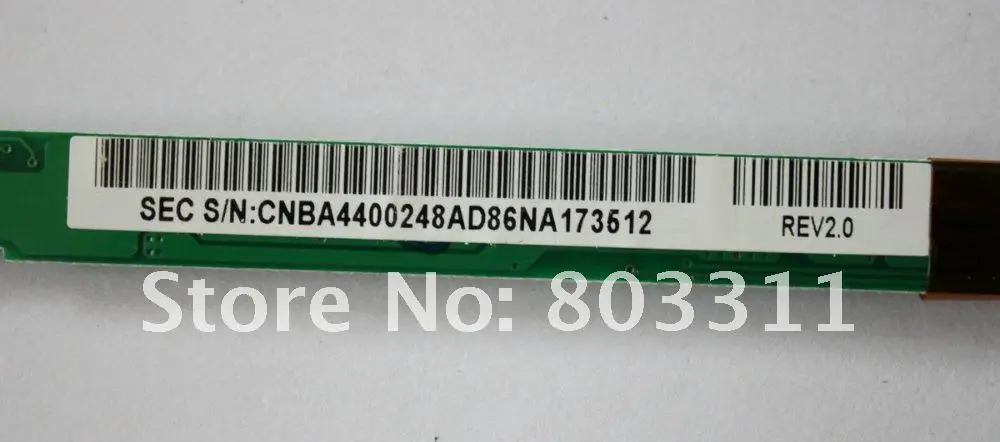 SEC S/N:CNBA4400248AD86NA173512
REV2.0
Store No: 803311